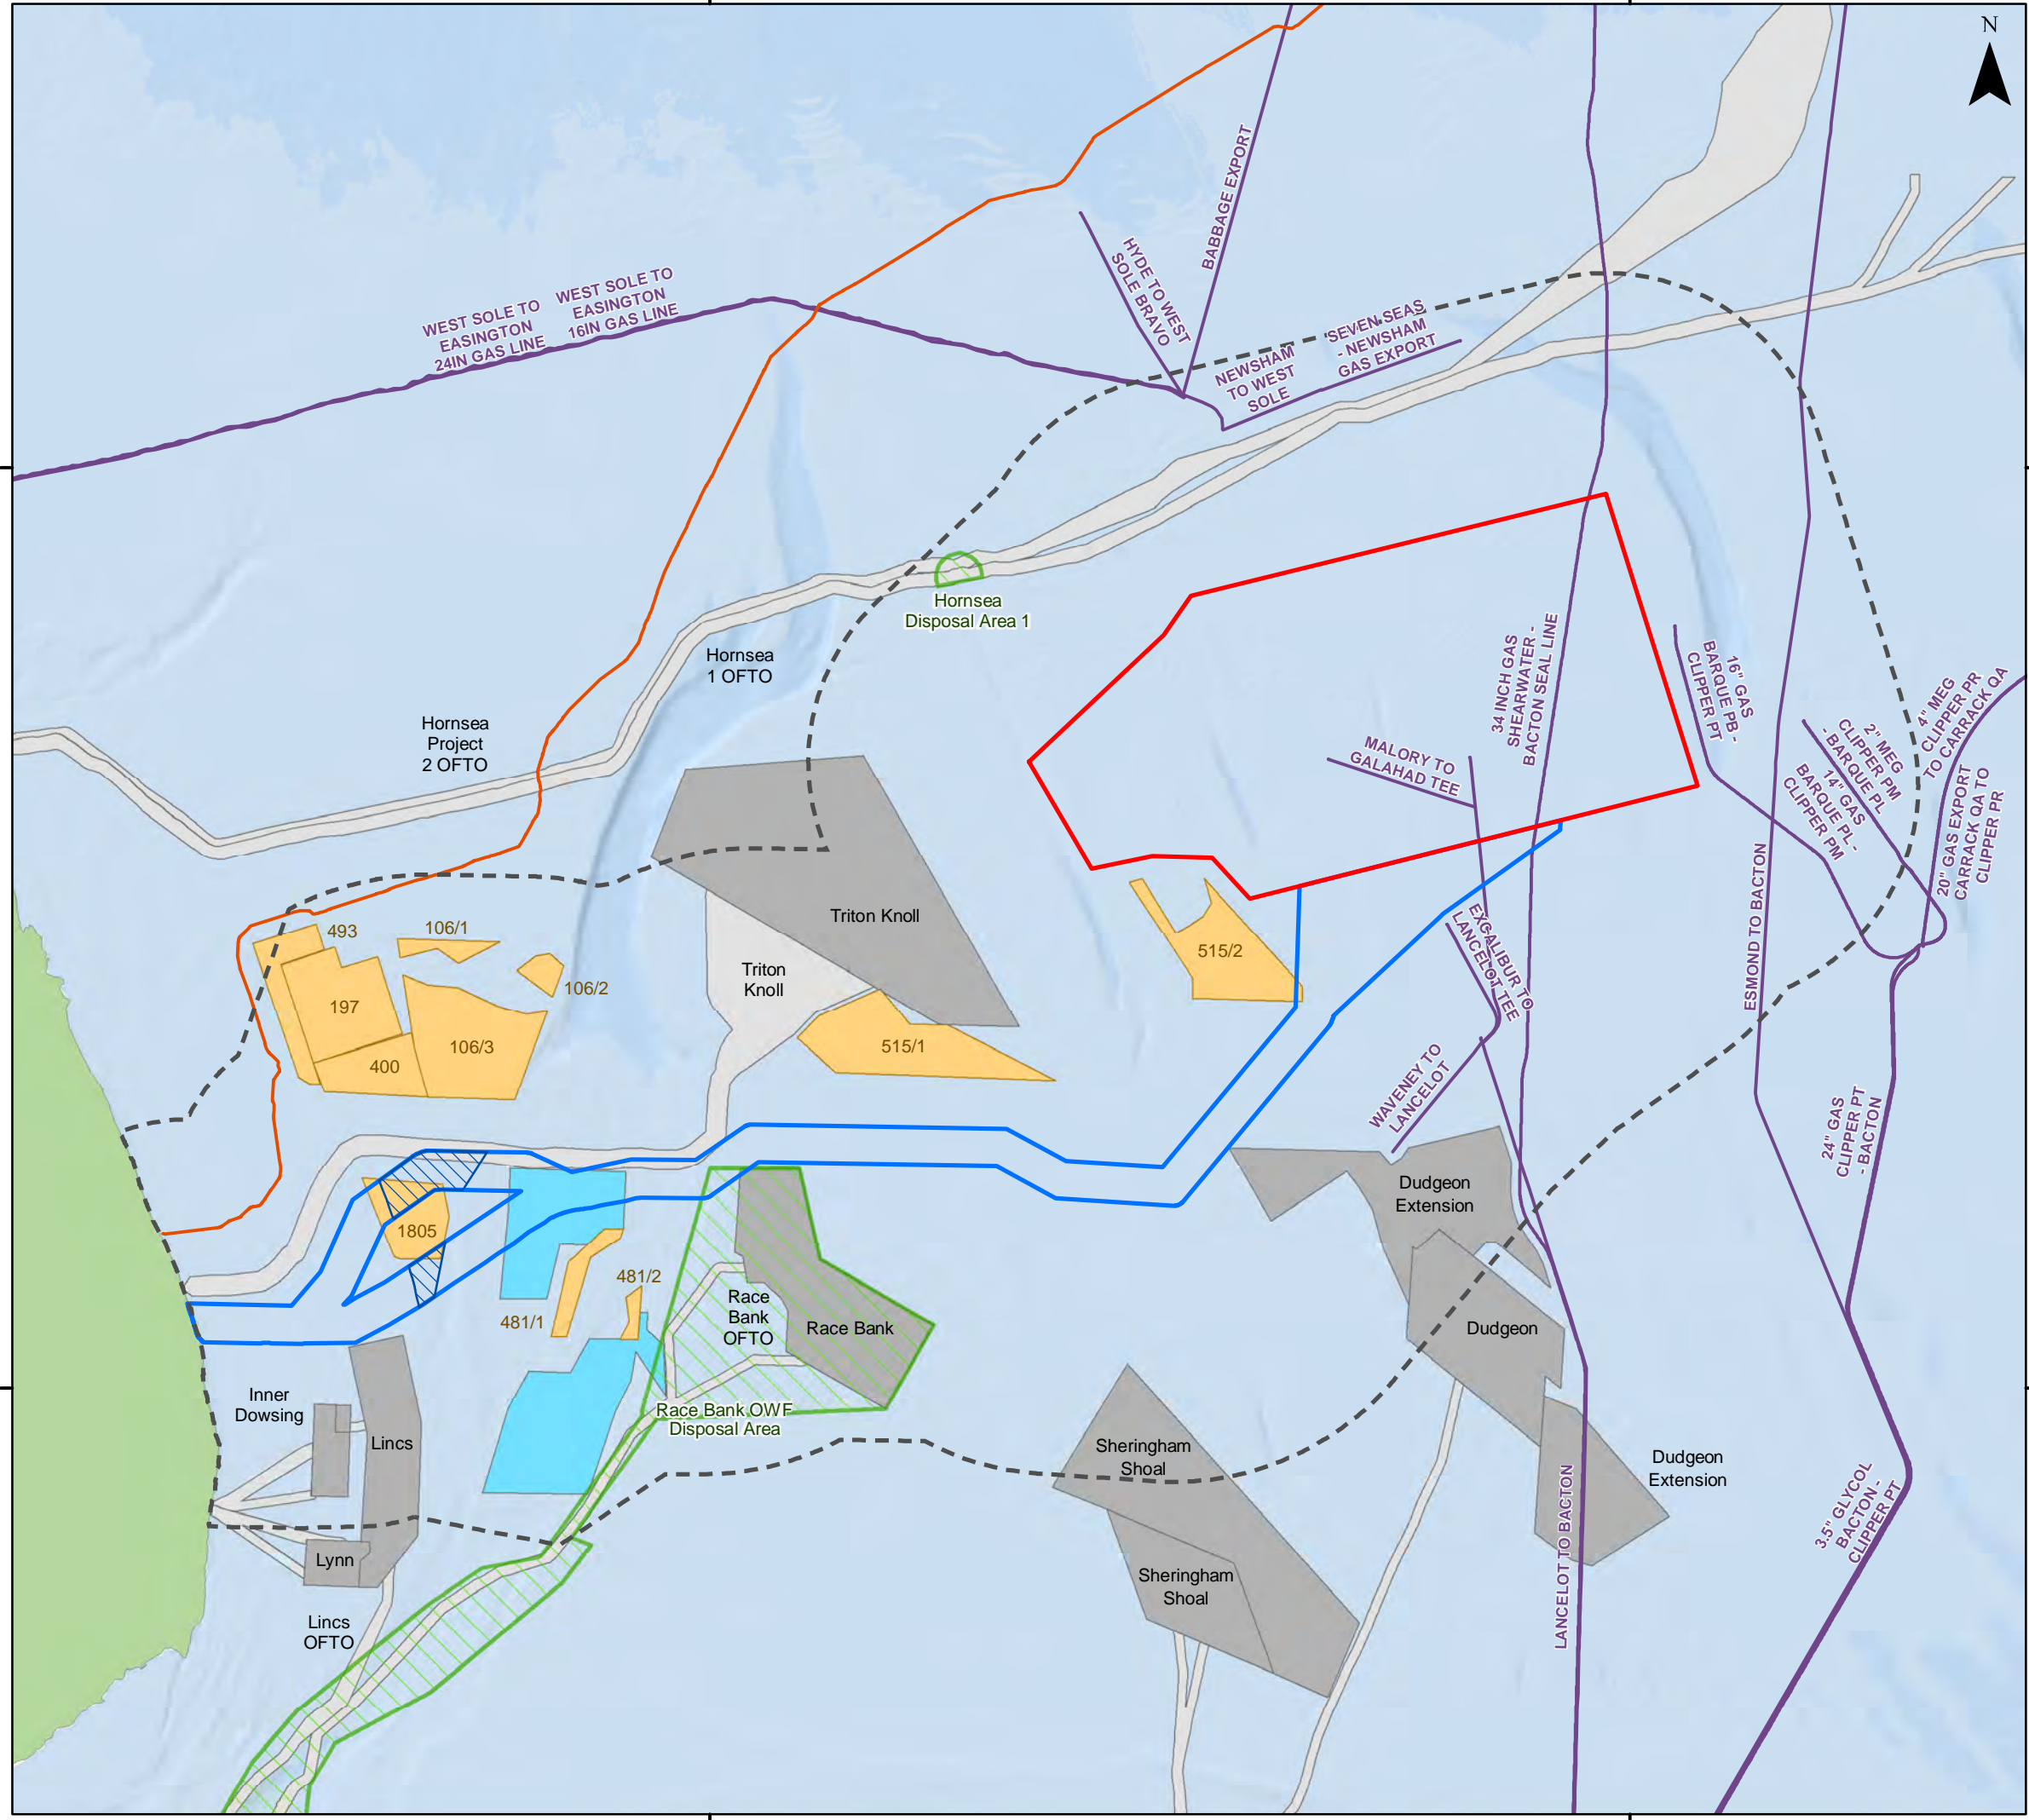 N
BABBAGE EXPORT
HYDE TO WEST
SOLE BRAVO
WEST SOLE TO
EASINGTON
24IN GAS LINE
WEST SOLE TO
EASINGTON
16IN GAS LINE
SEVEN SEAS
- NEWSHAM
GAS EXPORT
NEWSHAM
TO WEST
SOLE
Hornsea
Disposal Area 1
Hornsea
1 OFTO
Hornsea
Project
2 OFTO
34 INCH GAS
SHEARWATER -
BACTON SEAL LINE
16" GAS
BARQUE PB -
CLIPPER PT
MALORY TO
GALAHAD TEE
4" MEG
CLIPPER PR
TO CARRACK QA
2" MEG
CLIPPER PM
- BARQUE PL
14" GAS
BARQUE PL -
CLIPPER PM
20" GAS EXPORT
CARRACK QA TO
CLIPPER PR
ESMOND TO BACTON
Triton Knoll
Triton
Knoll
493
106/1
106/2
197
106/3
400
515/2
515/1
EXCALIBUR TO
LANCELOT TEE
WAVENEY TO
LANCELOT
24" GAS
CLIPPER PT
- BACTON
Dudgeon
Extension
1805
481/2
481/1
Race
Bank
OFTO
Race Bank
Dudgeon
Race Bank OWF
Disposal Area
Inner
Dowsing
Lincs
Sheringham
Shoal
Dudgeon
Extension
LANCELOT TO BACTON
3.5" GLYCOL
BACTON -
CLIPPER PT
Lynn
Sheringham
Shoal
Lincs
OFTO